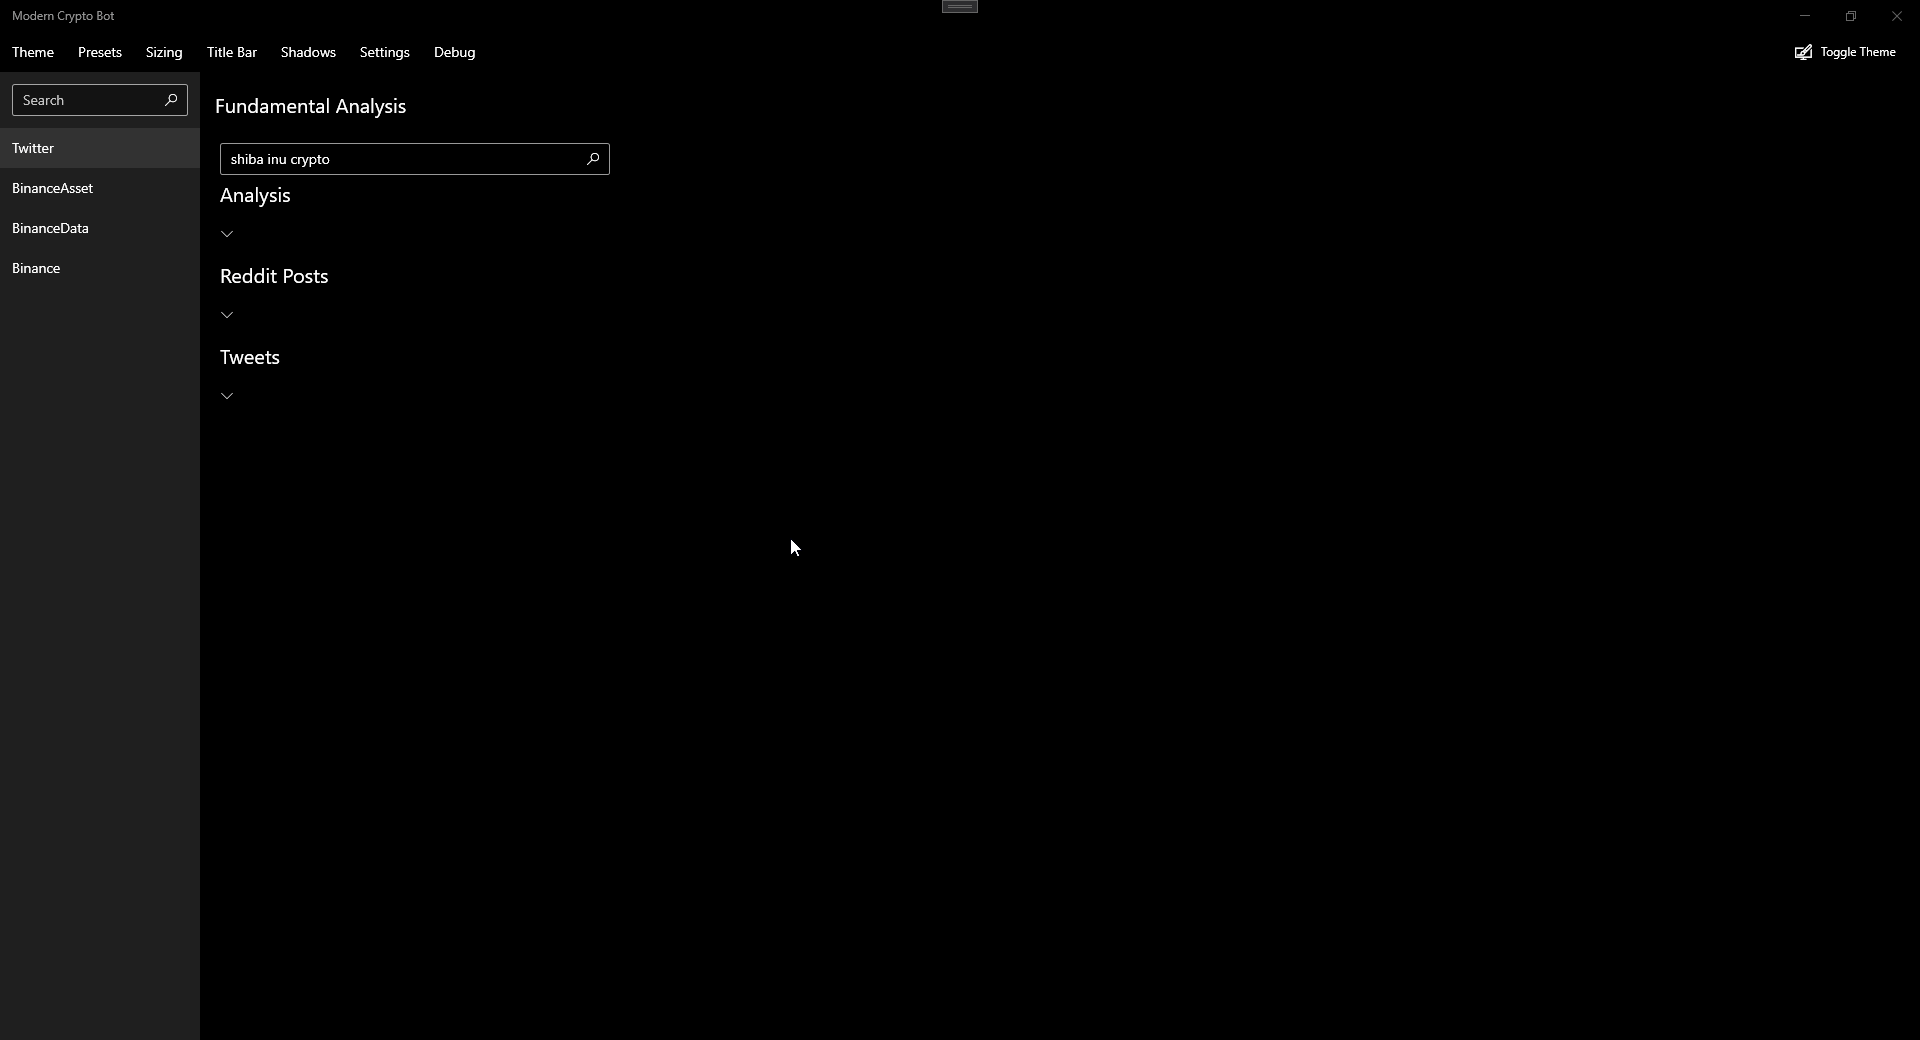 Modern Crypto Bot
Theme Presets Sizing Title Bar Shadows Settings Debug Toggle Theme
Search
Twitter
BinanceAsset
BinanceData
Binance
Fundamental Analysis
shiba inu crypto
Analysis
Reddit Posts
Tweets